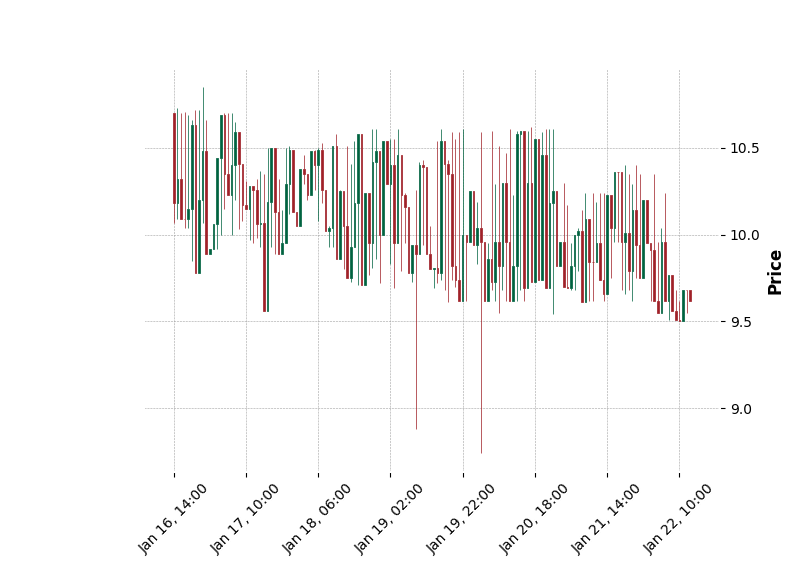 10.5
10.0
9.5
9.0
Price
Jan 16, 14:00
Jan 17, 10:00
Jan 18, 06:00
Jan 19, 02:00
Jan 19, 22:00
Jan 20, 18:00
Jan 21, 14:00
Jan 22, 10:00